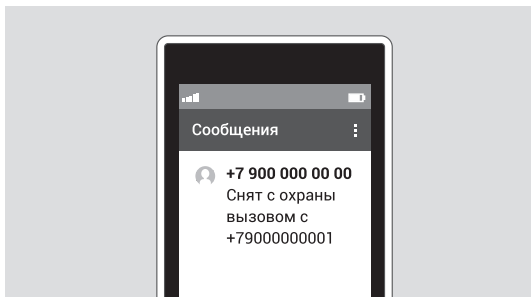 Сообщения
+7 900 000 00 00
Снят с охраны
вызовом с
+79000000001